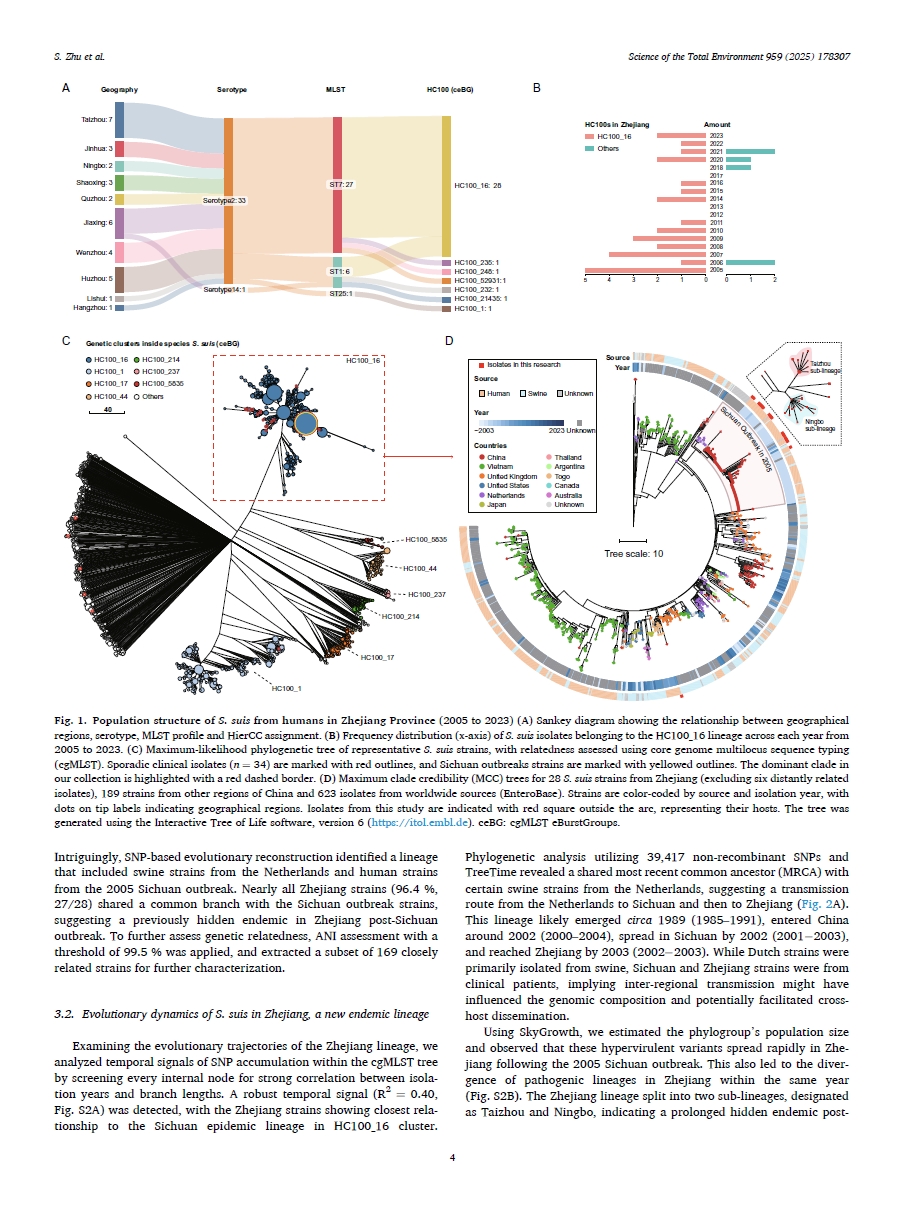 S. Zhu et al.
Science of the Total Environment 959 (2025) 178307
A
Geography
Serotype
MLST
HC100 (ceBG)
Taizhou: 7
Jinhua: 3
Ningbo: 2
Shaoxing: 3
Quzhou: 2
Jiaxing: 6
Wenzhou: 4
Huzhou: 5
Lishui: 1
Hangzhou: 1
Serotype2: 33
Serotype14: 1
ST7: 27
ST1: 6
ST25: 1
HC100_16: 28
HC100_235: 1
HC100_248: 1
HC100_52931: 1
HC100_232: 1
HC100_21435: 1
HC100_1: 1
B
HC100s in Zhejiang
HC100_16
Others
Amount
2023
2022
2021
2020
2018
2017
2016
2015
2014
2013
2012
2011
2010
2009
2008
2007
2006
2005
5 4 3 2 1 0 0 1 2
C
Genetic clusters inside species S. suis (ceBG)
HC100_16
HC100_214
HC100_1
HC100_237
HC100_17
HC100_5835
HC100_44
Others
40
HC100_16
HC100_5835
HC100_44
HC100_237
HC100_214
HC100_17
HC100_1
D
Isolates in this research
Source
Human
Swine
Unknown
Year
~2003
2023
Unknown
Countries
China
Thailand
Vietnam
Argentina
United Kingdom
Togo
United States
Canada
Netherlands
Australia
Japan
Unknown
Source
Year
Sichuan Outbreak in 2005
Taizhou
sub-lineage
Ningbo
sub-lineage
Tree scale: 10
Fig. 1. Population structure of S. suis from humans in Zhejiang Province (2005 to 2023) (A) Sankey diagram showing the relationship between geographical
regions, serotype, MLST profile and HierCC assignment. (B) Frequency distribution (x-axis) of S. suis isolates belonging to the HC100_16 lineage across each year from
2005 to 2023. (C) Maximum-likelihood phylogenetic tree of representative S. suis strains, with relatedness assessed using core genome multilocus sequence typing
(cgMLST). Sporadic clinical isolates (n = 34) are marked with red outlines, and Sichuan outbreaks strains are marked with yellowed outlines. The dominant clade in
our collection is highlighted with a red dashed border. (D) Maximum clade credibility (MCC) trees for 28 S. suis strains from Zhejiang (excluding six distantly related
isolates), 189 strains from other regions of China and 623 isolates from worldwide sources (EnteroBase). Strains are color-coded by source and isolation year, with
dots on tip labels indicating geographical regions. Isolates from this study are indicated with red square outside the arc, representing their hosts. The tree was
generated using the Interactive Tree of Life software, version 6 (https://itol.embl.de). ceBG: cgMLST eBurstGroups.
Intriguingly, SNP-based evolutionary reconstruction identified a lineage
that included swine strains from the Netherlands and human strains
from the 2005 Sichuan outbreak. Nearly all Zhejiang strains (96.4 %,
27/28) shared a common branch with the Sichuan outbreak strains,
suggesting a previously hidden endemic in Zhejiang post-Sichuan
outbreak. To further assess genetic relatedness, ANI assessment with a
threshold of 99.5 % was applied, and extracted a subset of 169 closely
related strains for further characterization.
3.2. Evolutionary dynamics of S. suis in Zhejiang, a new endemic lineage
Examining the evolutionary trajectories of the Zhejiang lineage, we
analyzed temporal signals of SNP accumulation within the cgMLST tree
by screening every internal node for strong correlation between isola-
tion years and branch lengths. A robust temporal signal (R² = 0.40,
Fig. S2A) was detected, with the Zhejiang strains showing closest rela-
tionship to the Sichuan epidemic lineage in HC100_16 cluster.
Phylogenetic analysis utilizing 39,417 non-recombinant SNPs and
TreeTime revealed a shared most recent common ancestor (MRCA) with
certain swine strains from the Netherlands, suggesting a transmission
route from the Netherlands to Sichuan and then to Zhejiang (Fig. 2A).
This lineage likely emerged circa 1989 (1985–1991), entered China
around 2002 (2000–2004), spread in Sichuan by 2002 (2001−2003),
and reached Zhejiang by 2003 (2002−2003). While Dutch strains were
primarily isolated from swine, Sichuan and Zhejiang strains were from
clinical patients, implying inter-regional transmission might have
influenced the genomic composition and potentially facilitated cross-
host dissemination.
Using SkyGrowth, we estimated the phylogroup's population size
and observed that these hypervirulent variants spread rapidly in Zhe-
jiang following the 2005 Sichuan outbreak. This also led to the diver-
gence of pathogenic lineages in Zhejiang within the same year
(Fig. S2B). The Zhejiang lineage split into two sub-lineages, designated
as Taizhou and Ningbo, indicating a prolonged hidden endemic post-
4